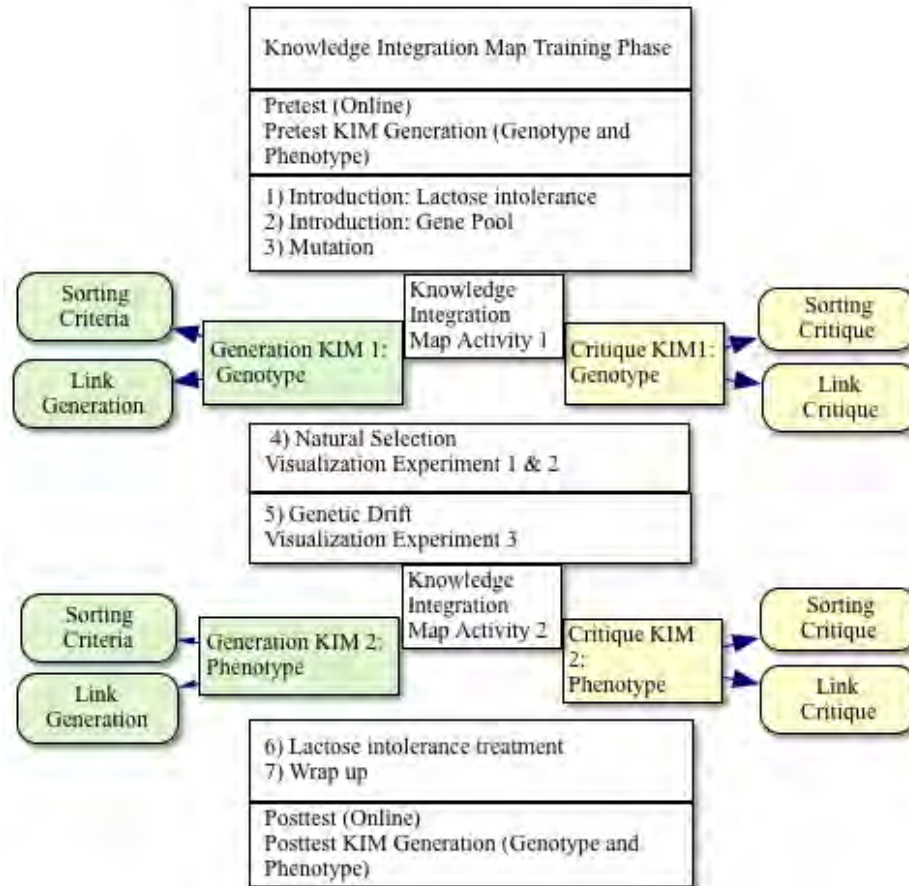 Knowledge Integration Map Training Phase
Pretest (Online)
Pretest KIM Generation (Genotype and
Phenotype)
1) Introduction: Lactose intolerance
2) Introduction: Gene Pool
3) Mutation
Knowledge
Integration
Map Activity 1
Sorting
Criteria
Link
Generation
Generation KIM 1:
Genotype
Critique KIM1:
Genotype
Sorting
Critique
Link
Critique
4) Natural Selection
Visualization Experiment 1 & 2
5) Genetic Drift
Visualization Experiment 3
Knowledge
Integration
Map Activity 2
Sorting
Criteria
Link
Generation
Generation KIM 2:
Phenotype
Critique KIM
2:
Phenotype
Sorting
Critique
Link
Critique
6) Lactose intolerance treatment
7) Wrap up
Posttest (Online)
Posttest KIM Generation (Genotype and
Phenotype)